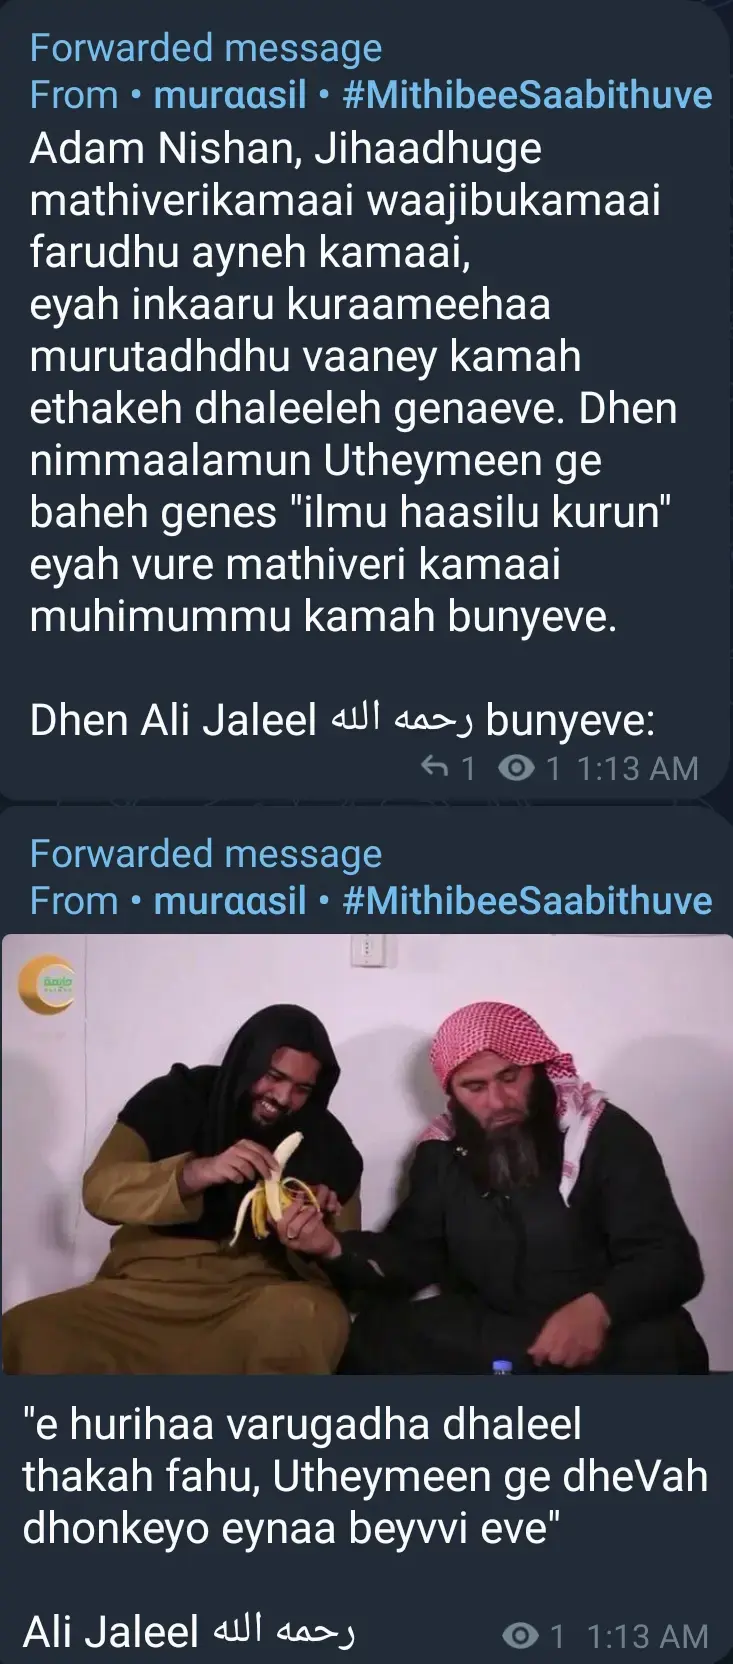 Forwarded message
From • muraasil • #MithibeeSaabithuve
Adam Nishan, Jihaadhuge
mathiverikamaai waajibukamaai
farudhu ayneh kamaai,
eyah inkaaru kuraameehaa
murutadhdhu vaaney kamah
ethakeh dhaleeleh genaeve. Dhen
nimmaalamun Utheymeen ge
baheh genes "ilmu haasilu kurun"
eyah vure mathiveri kamaai
muhimummu kamah bunyeve.
Dhen Ali Jaleel رحمه الله bunyeve:
1 1 1:13 AM
Forwarded message
From • muraasil • #MithibeeSaabithuve
"e hurihaa varugadha dhaleel
thakah fahu, Utheymeen ge dheVah
dhonkeyo eynaa beyvvi eve"
Ali Jaleel رحمه الله
1 1:13 AM